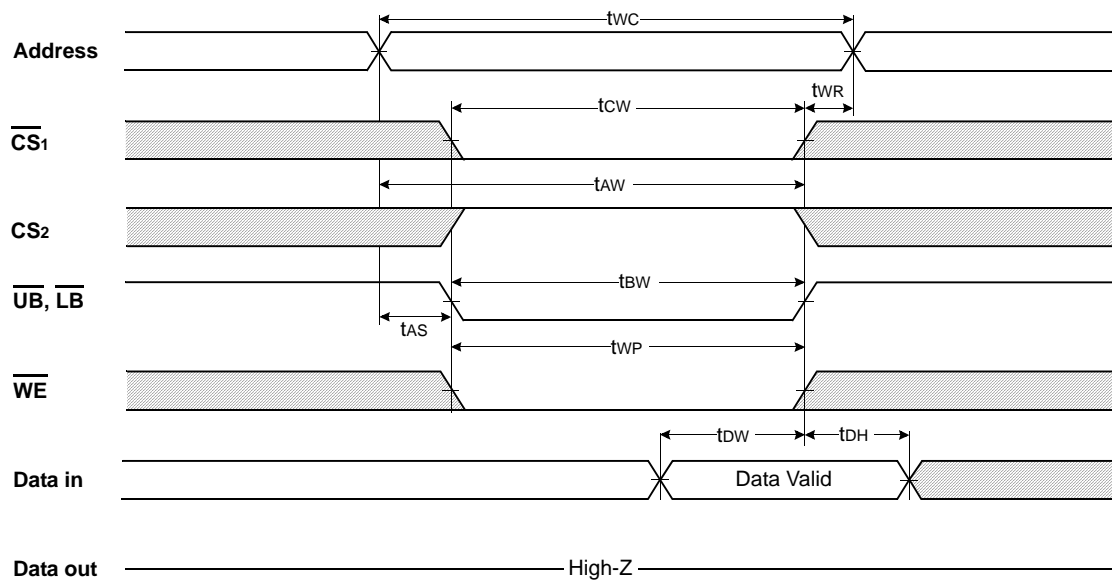 tWC
Address
tWR
tCW
CS1
tAW
CS2
tBW
UB, LB
tAS
tWP
WE
tDW
tDH
Data in
Data Valid
Data out
High-Z